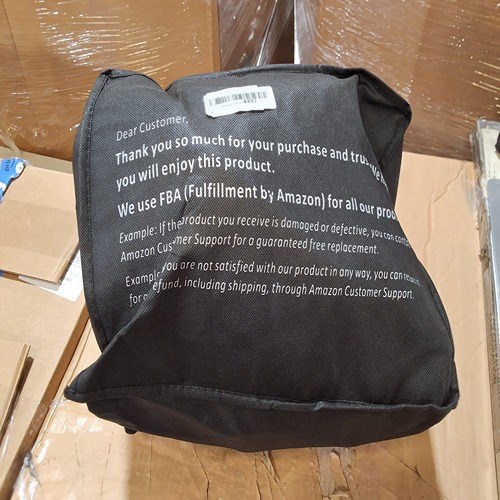 Dear Customer,
Thank you so much for your purchase and
you will enjoy this product.
We use FBA (Fulfillment by Amazon) for all our
Example: If the product you receive is damaged or defective, you can
Amazon Customer Support for a guaranteed free replacement.
you are not satisfied with our product in any way, you can
for including shipping, through Amazon Customer Support.